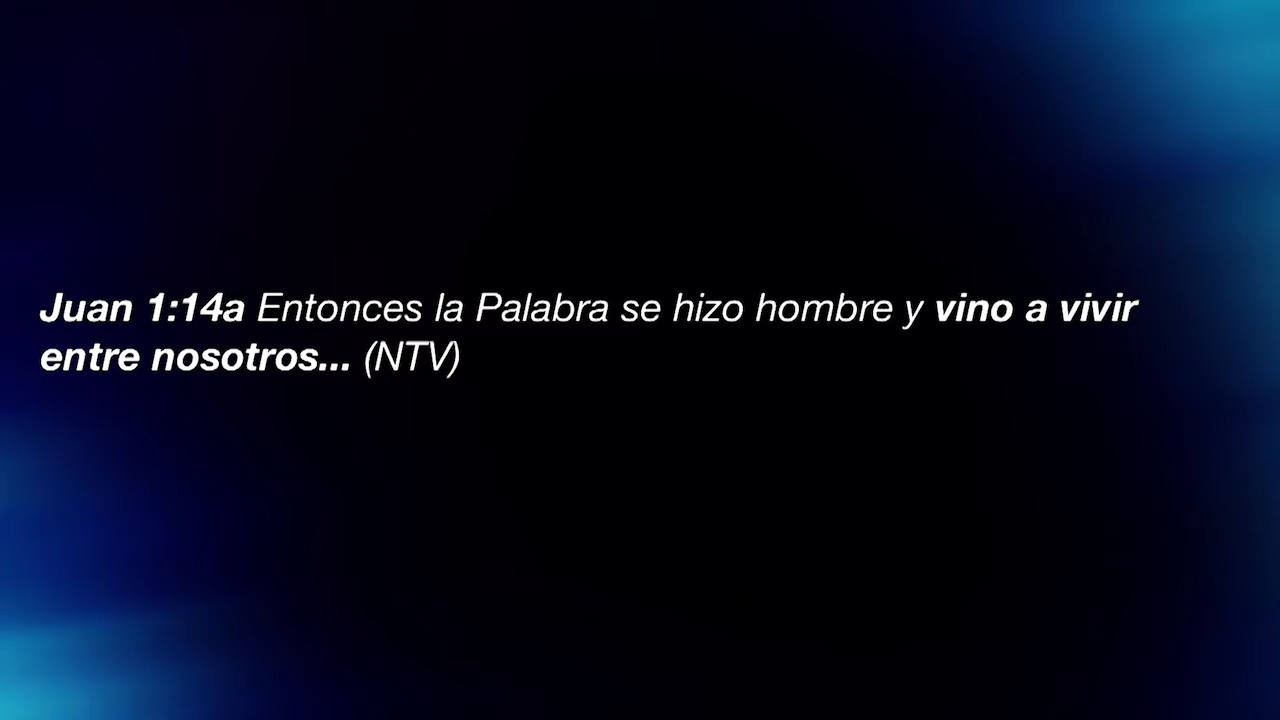 Juan 1:14a Entonces la Palabra se hizo hombre y vino a vivir
entre nosotros... (NTV)